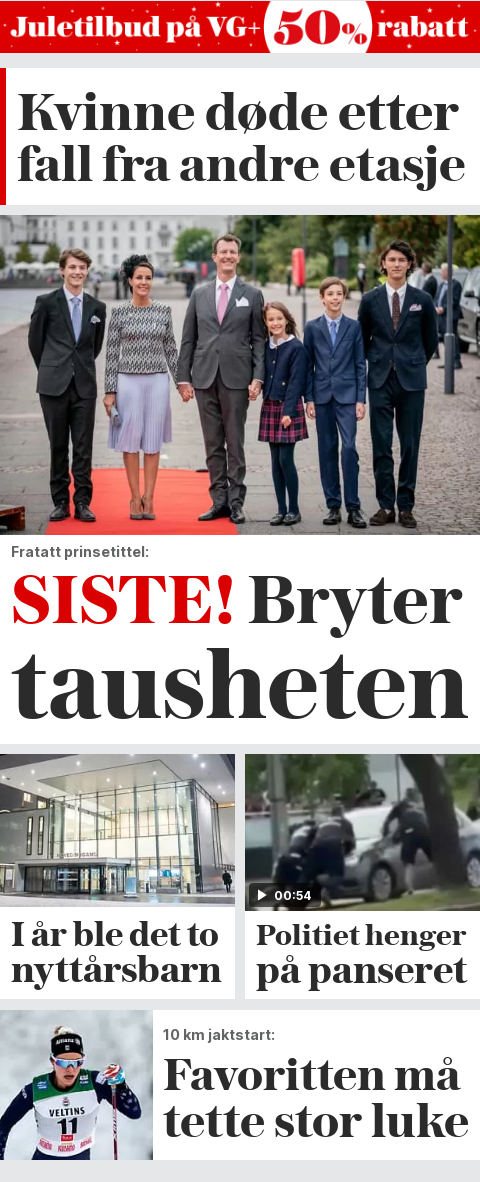 Juletilbud på VG+ 50% rabatt
Kvinne døde etter
fall fra andre etasje
Fratatt prinsetittel:
SISTE! Bryter
tausheten
HOVEDINNGANG
00:54
I år ble det to
nyttårsbarn
Politiet henger
på panseret
10 km jaktstart:
Allianz
VELTINS
11
Favoritten må
tette stor luke